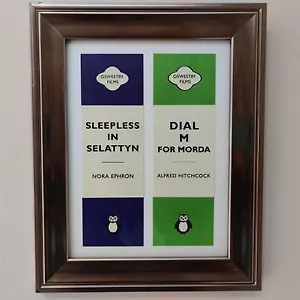 OSWESTRY
FILMS
SLEEPLESS
IN
SELATTYN
NORA EPHRON
OSWESTRY
FILMS
DIAL
M
FOR MORDA
ALFRED HITCHCOCK